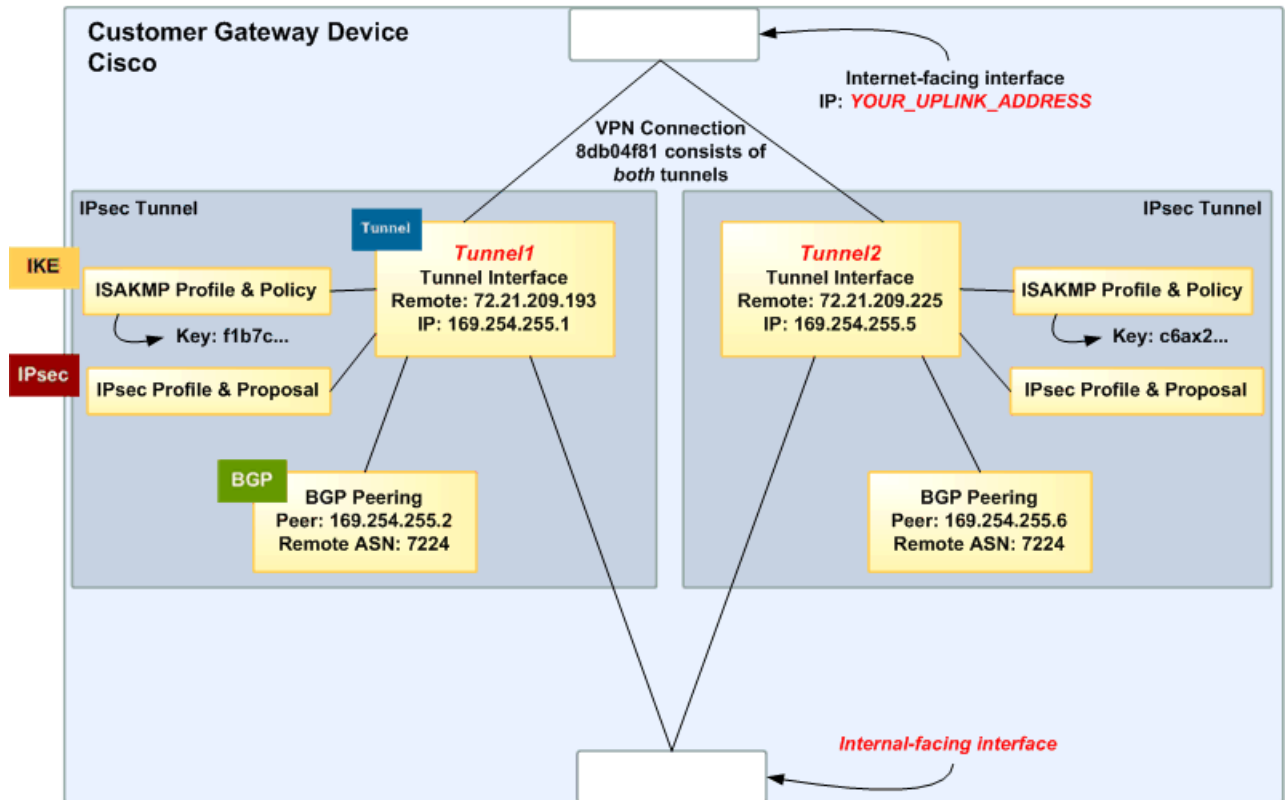 Customer Gateway Device
Cisco
Internet-facing interface
IP: YOUR_UPLINK_ADDRESS
VPN Connection
8db04f81 consists of
both tunnels
IPsec Tunnel
Tunnel
Tunnel1
Tunnel Interface
Remote: 72.21.209.193
IP: 169.254.255.1
IKE
ISAKMP Profile & Policy
Key: f1b7c...
IPsec
IPsec Profile & Proposal
BGP
BGP Peering
Peer: 169.254.255.2
Remote ASN: 7224
IPsec Tunnel
Tunnel2
Tunnel Interface
Remote: 72.21.209.225
IP: 169.254.255.5
ISAKMP Profile & Policy
Key: c6ax2...
IPsec Profile & Proposal
BGP Peering
Peer: 169.254.255.6
Remote ASN: 7224
Internal-facing interface